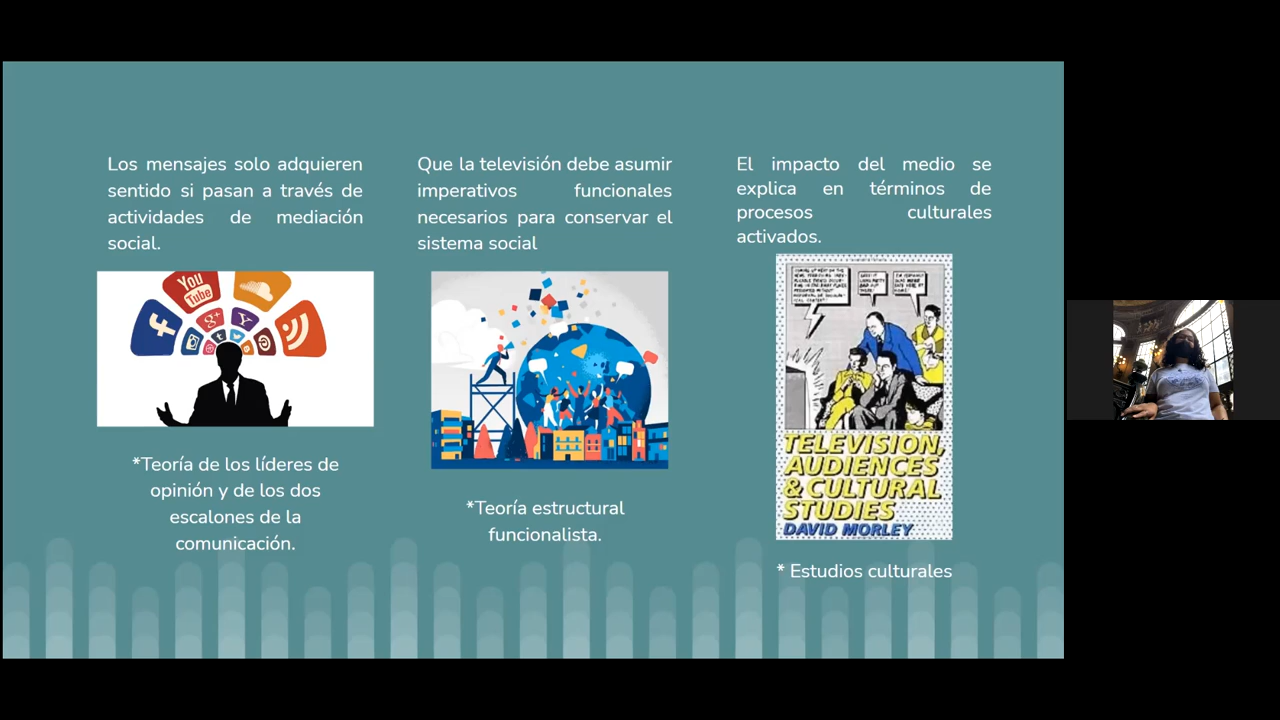 Los mensajes solo adquieren
sentido si pasan a través de
actividades de mediación
social.
You
Tube
*Teoría de los líderes de
opinión y de los dos
escalones de la
comunicación.
Que la televisión debe asumir
imperativos funcionales
necesarios para conservar el
sistema social
*Teoría estructural
funcionalista.
El impacto del medio se
explica en términos de
procesos culturales
activados.
TELEVISION,
AUDIENCES
& CULTURAL
STUDIES
DAVID MORLEY
* Estudios culturales